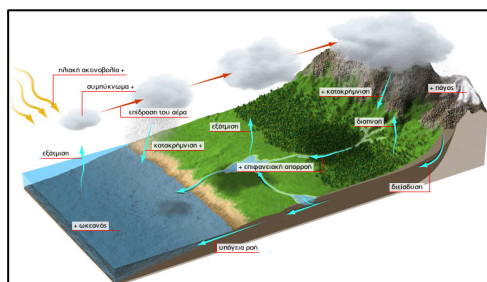 ηλιακή ακτινοβολία +
συμπύκνωμα +
επίδραση του αέρα
+ κατακρήμνιση
+ πάγος
εξάτμιση
διαπνοή
εξάτμιση
κατακρήμνιση +
+ επιφανειακή απορροή
διείσδυση
+ ωκεανός
υπόγεια ροή